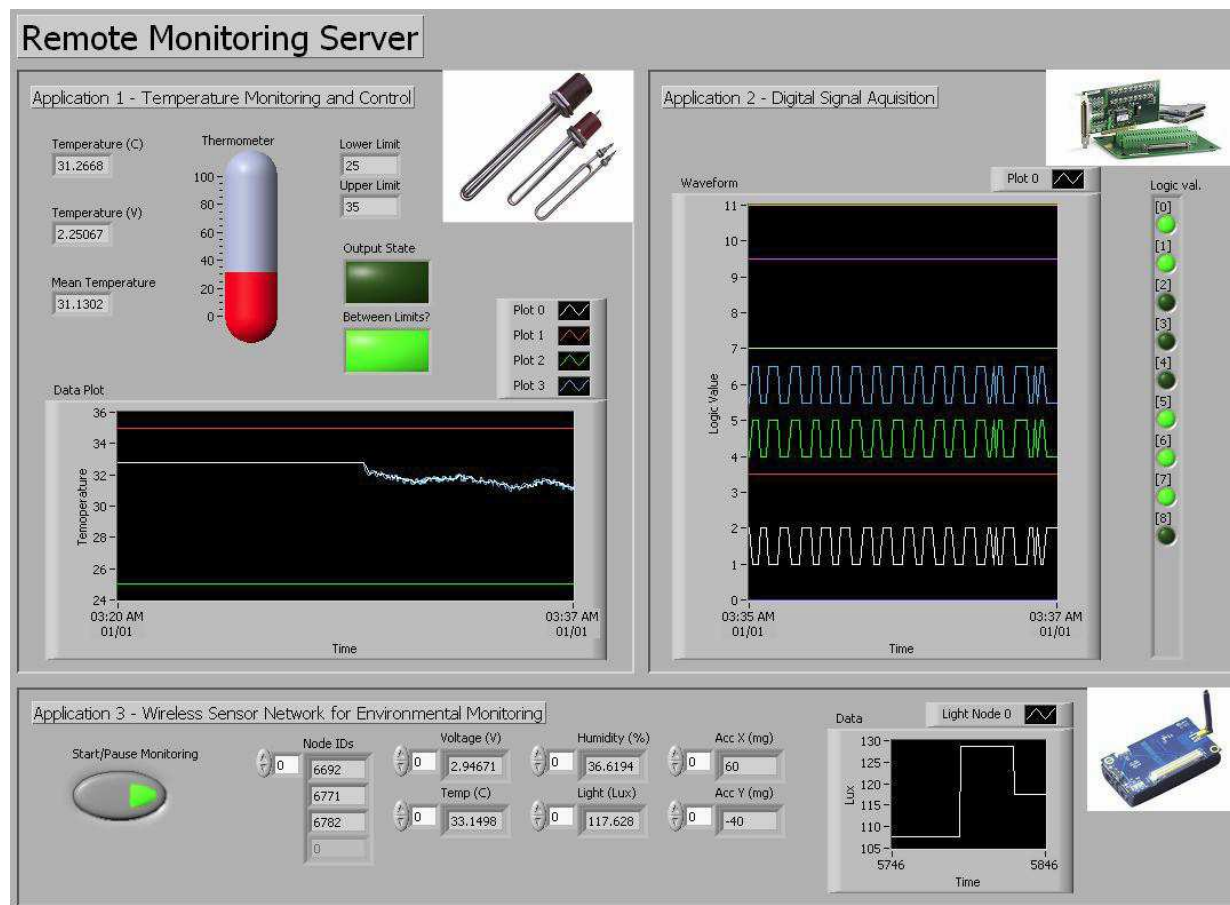 Remote Monitoring Server
Application 1 - Temperature Monitoring and Control
Temperature (C)
31.2668
Temperature (V)
2.25067
Mean Temperature
31.1302
Thermometer
100
80
60
40
20
0
Lower Limit
25
Upper Limit
35
Output State
Between Limits?
Plot 0
Plot 1
Plot 2
Plot 3
Data Plot
Temoperature
36
34
32
30
28
26
24
03:20 AM
01/01
03:37 AM
01/01
Time
Application 2 - Digital Signal Aquisition
Plot 0
Waveform
Logic Value
11
10
9
8
7
6
5
4
3
2
1
0
03:35 AM
01/01
03:37 AM
01/01
Time
Logic val.
[0]
[1]
[2]
[3]
[4]
[5]
[6]
[7]
[8]
Application 3 - Wireless Sensor Network for Environmental Monitoring
Start/Pause Monitoring
Node IDs
0
6692
6771
6782
0
Voltage (V)
0
2.94671
Temp (C)
0
33.1498
Humidity (%)
0
36.6194
Light (Lux)
0
117.628
Acc X (mg)
0
60
Acc Y (mg)
0
-40
Data
Light Node 0
Lux
130
125
120
115
110
105
5746
5846
Time